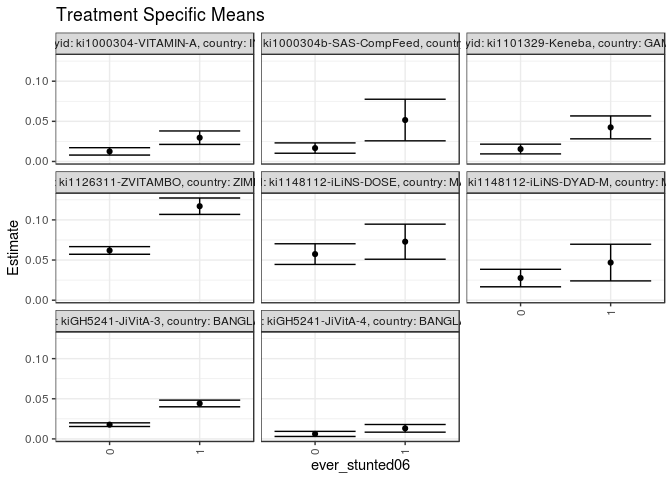 Treatment Specific Means
yid: ki1000304-VITAMIN-A, country: I
ki1000304b-SAS-CompFeed, countr
yid: ki1101329-Keneba, country: GAM
0.10
0.05
0.00
ki1126311-ZVITAMBO, country: ZIM
: ki1148112-iLiNS-DOSE, country: MA
ki1148112-iLiNS-DYAD-M, country: M
0.10
0.05
0.00
0
1
: kiGH5241-JiVitA-3, country: BANGLA
: kiGH5241-JiVitA-4, country: BANGLA
0.10
0.05
0.00
0
1
0
1
Estimate
ever_stunted06